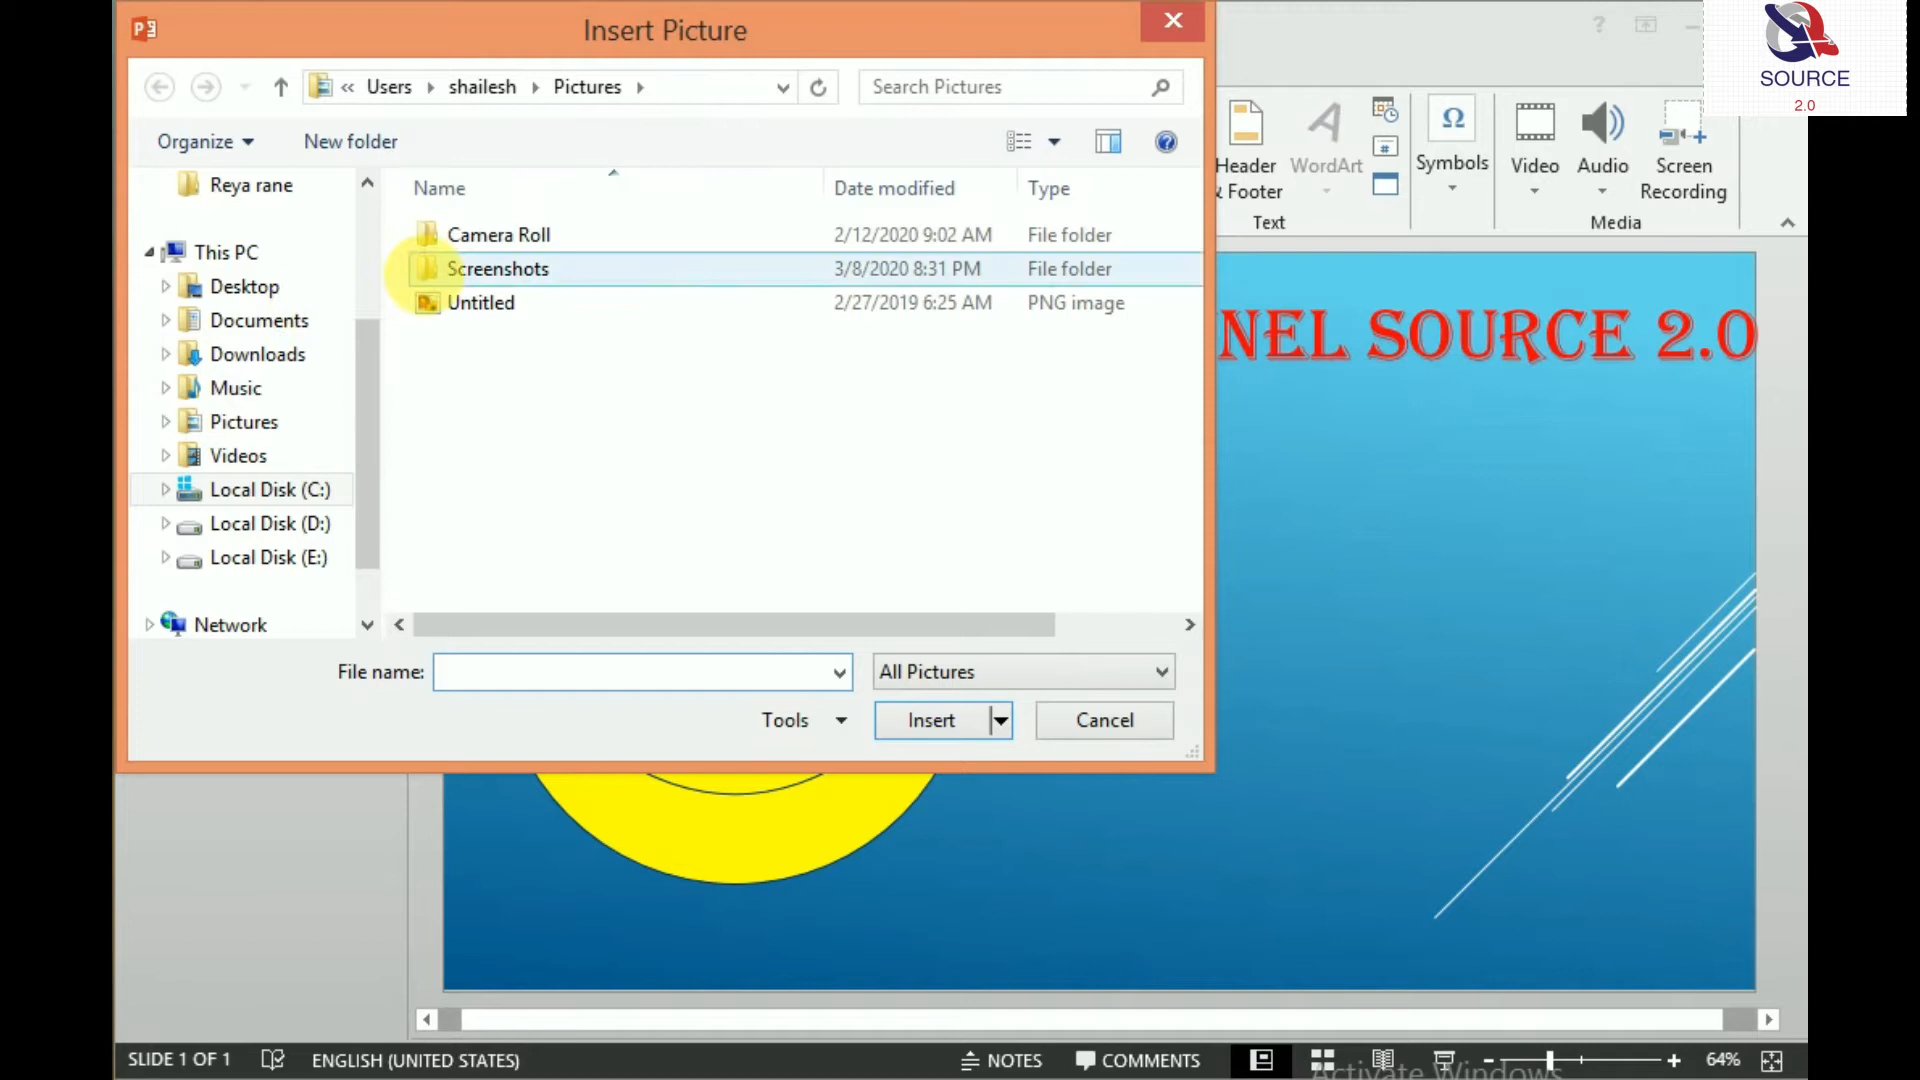 Insert Picture
Users
shailesh
Pictures
Search Pictures
SOURCE
2.0
Organize
New folder
Name
Date modified
Type
Reya rane
This PC
Desktop
Documents
Downloads
Music
Pictures
Videos
Local Disk (C:)
Local Disk (D:)
Local Disk (E:)
Network
Camera Roll 2/12/2020 9:02 AM File folder
Screenshots 3/8/2020 8:31 PM File folder
Untitled 2/27/2019 6:25 AM PNG image
File name:
All Pictures
Tools
Insert
Cancel
Header
& Footer
WordArt
Symbols
Video
Audio
Screen
Recording
Text
Media
NEL SOURCE 2.0
SLIDE 1 OF 1
ENGLISH (UNITED STATES)
NOTES
COMMENTS
64%
Activate Windows